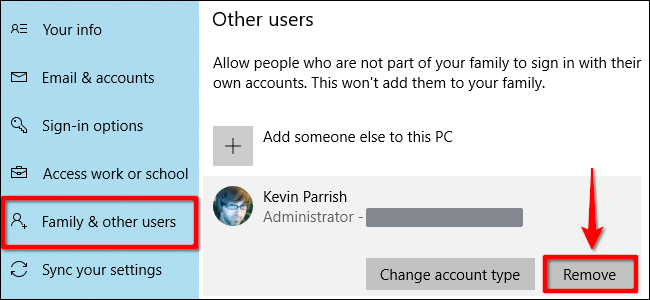 Your info
Email & accounts
Sign-in options
Access work or school
Family & other users
Sync your settings
Other users
Allow people who are not part of your family to sign in with their
own accounts. This won't add them to your family.
Add someone else to this PC
Kevin Parrish
Administrator -
Change account type
Remove